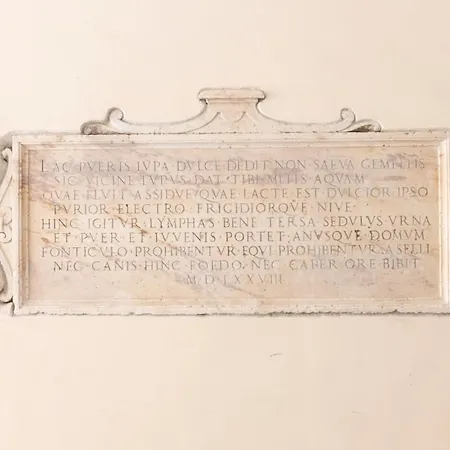 LAC PVERIS LVPA DVLCE DEDIT NON SAEVA GEMELLIS
SIC VICINE LVPVS DAT TIBI MITIS AQVAM
QVAE FLVIT ASSIDVE QVAE LACTE EST DVLCIOR IPSO
PVRIOR ELECTRO FRIGIDIORQVE NIVE
HINC IGITVR LYMPHAS BENE TERSA SEDVLVS VRNA
ET PVER ET IVVENIS PORTET, ANVSQVE DOMVM
FONTICVLO PROHIBENTVR EQVI PROHIBENTVR ASELLI
NEC CANIS HINC FOEDO, NEC CAPER ORE BIBIT
M D LXXVIII